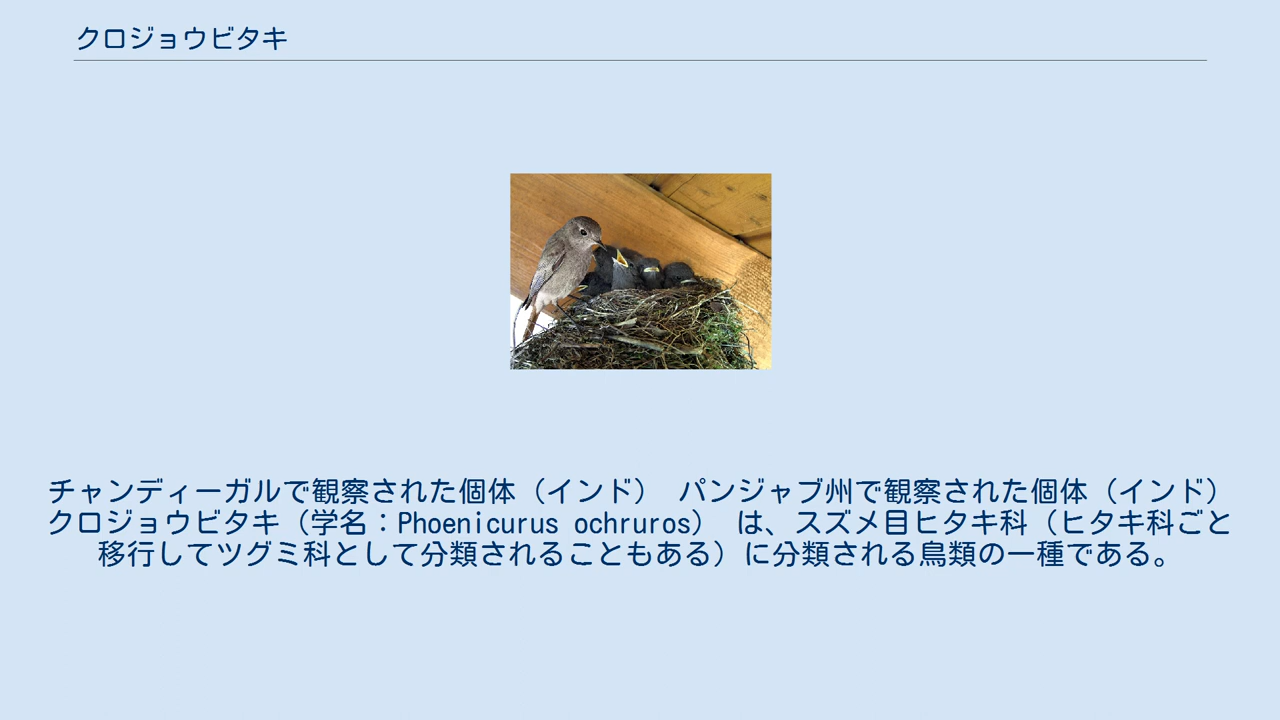 クロジョウビタキ
チャンディーガルで観察された個体（インド） パンジャブ州で観察された個体（インド）
クロジョウビタキ（学名：Phoenicurus ochruros） は、スズメ目ヒタキ科（ヒタキ科ごと
移行してツグミ科として分類されることもある）に分類される鳥類の一種である。